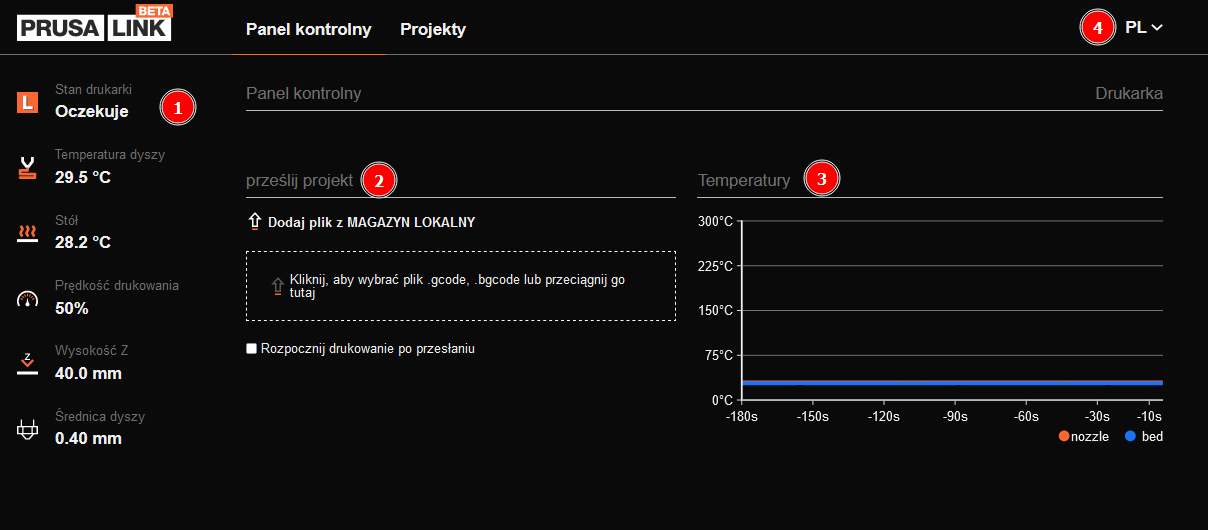 PRUSA LINK BETA
Panel kontrolny
Projekty
4
PL
L
Stan drukarki
Oczekuje
1
Temperatura dyszy
29.5 °C
Stół
28.2 °C
Prędkość drukowania
50%
Z
Wysokość Z
40.0 mm
Średnica dyszy
0.40 mm
Panel kontrolny
Drukarka
prześlij projekt
2
Dodaj plik z MAGAZYN LOKALNY
Kliknij, aby wybrać plik .gcode, .bgcode lub przeciągnij go
tutaj
Rozpocznij drukowanie po przesłaniu
Temperatury
3
300°C
225°C
150°C
75°C
0°C
-180s -150s -120s -90s -60s -30s -10s
nozzle bed